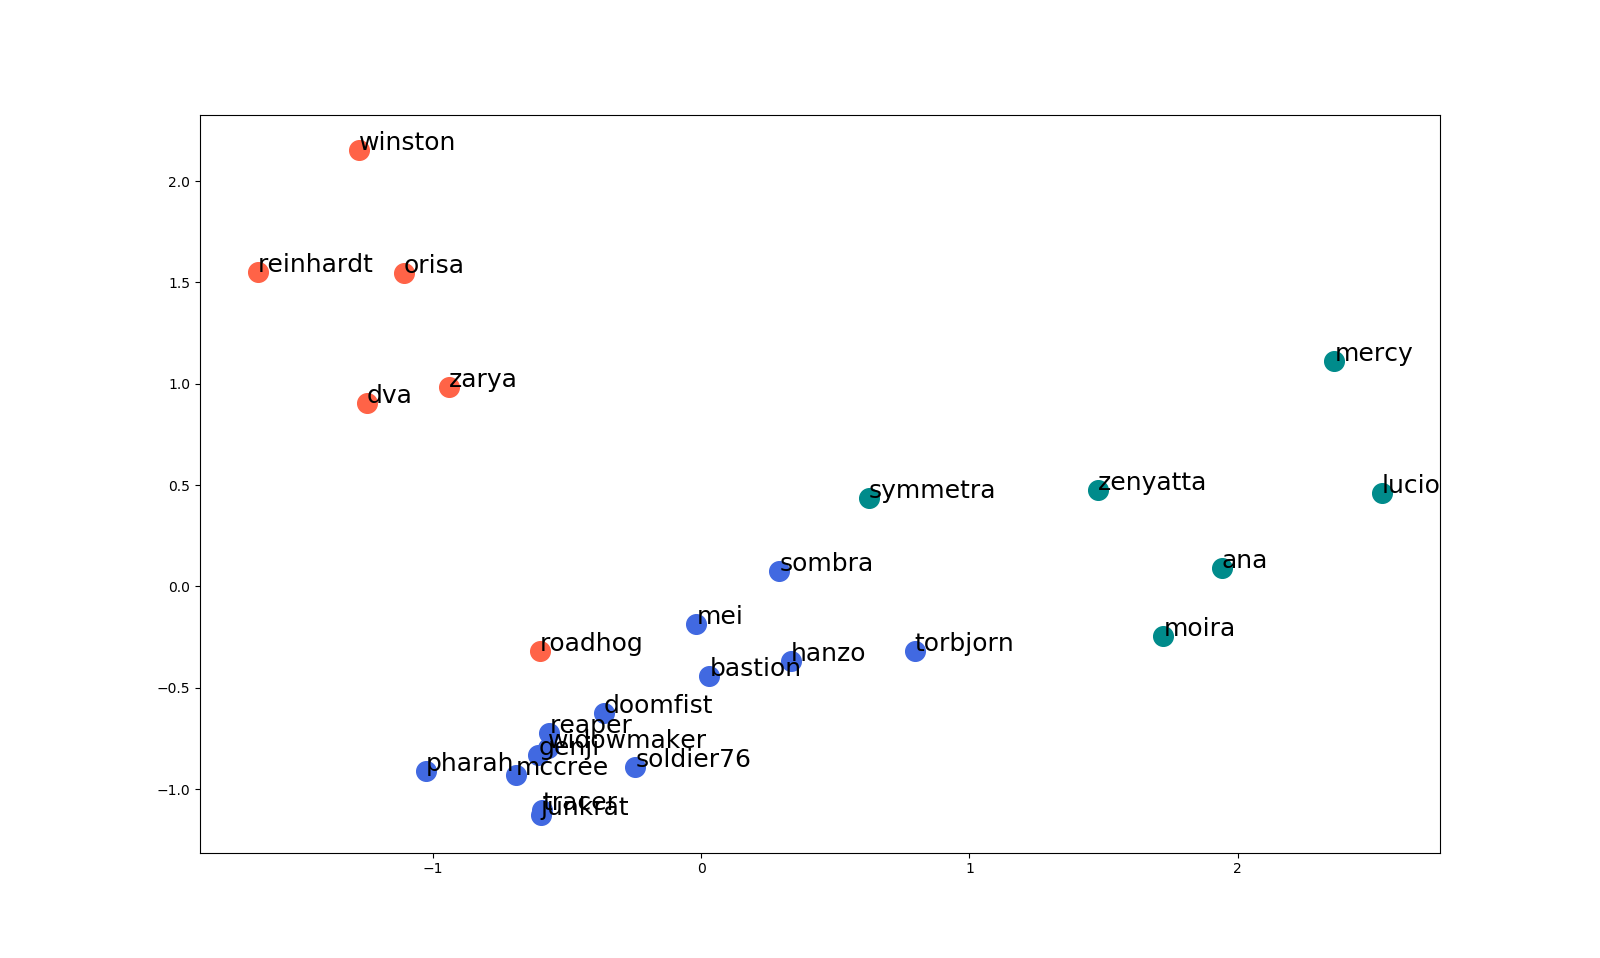 winston
2.0
reinhardt
orisa
1.5
mercy
1.0
zarya
dva
0.5
symmetra
zenyatta
lucio
sombra
ana
0.0
mei
moira
roadhog
hanzo
torbjorn
bastion
−0.5
doomfist
reaper
widowmaker
genji
soldier76
pharah
mccree
−1.0
tracer
junkrat
−1
0
1
2